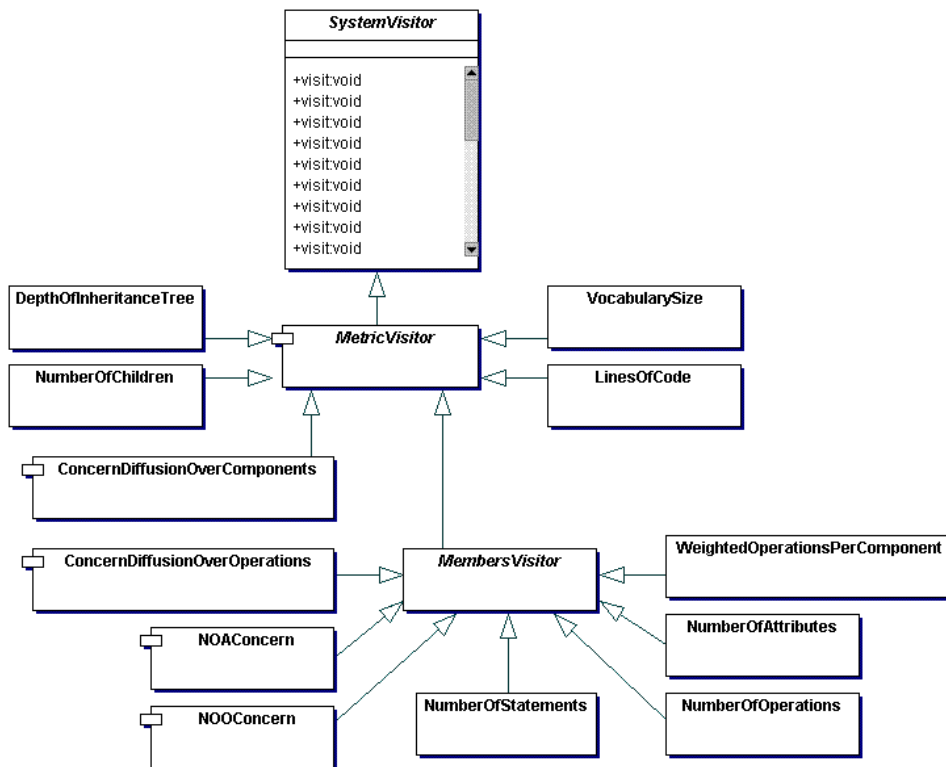 SystemVisitor
+visit:void
+visit:void
+visit:void
+visit:void
+visit:void
+visit:void
+visit:void
+visit:void
+visit:void
DepthOfInheritanceTree
MetricVisitor
VocabularySize
NumberOfChildren
LinesOfCode
ConcernDiffusionOverComponents
ConcernDiffusionOverOperations
MembersVisitor
WeightedOperationsPerComponent
NOAConcern
NumberOfAttributes
NOOConcern
NumberOfStatements
NumberOfOperations